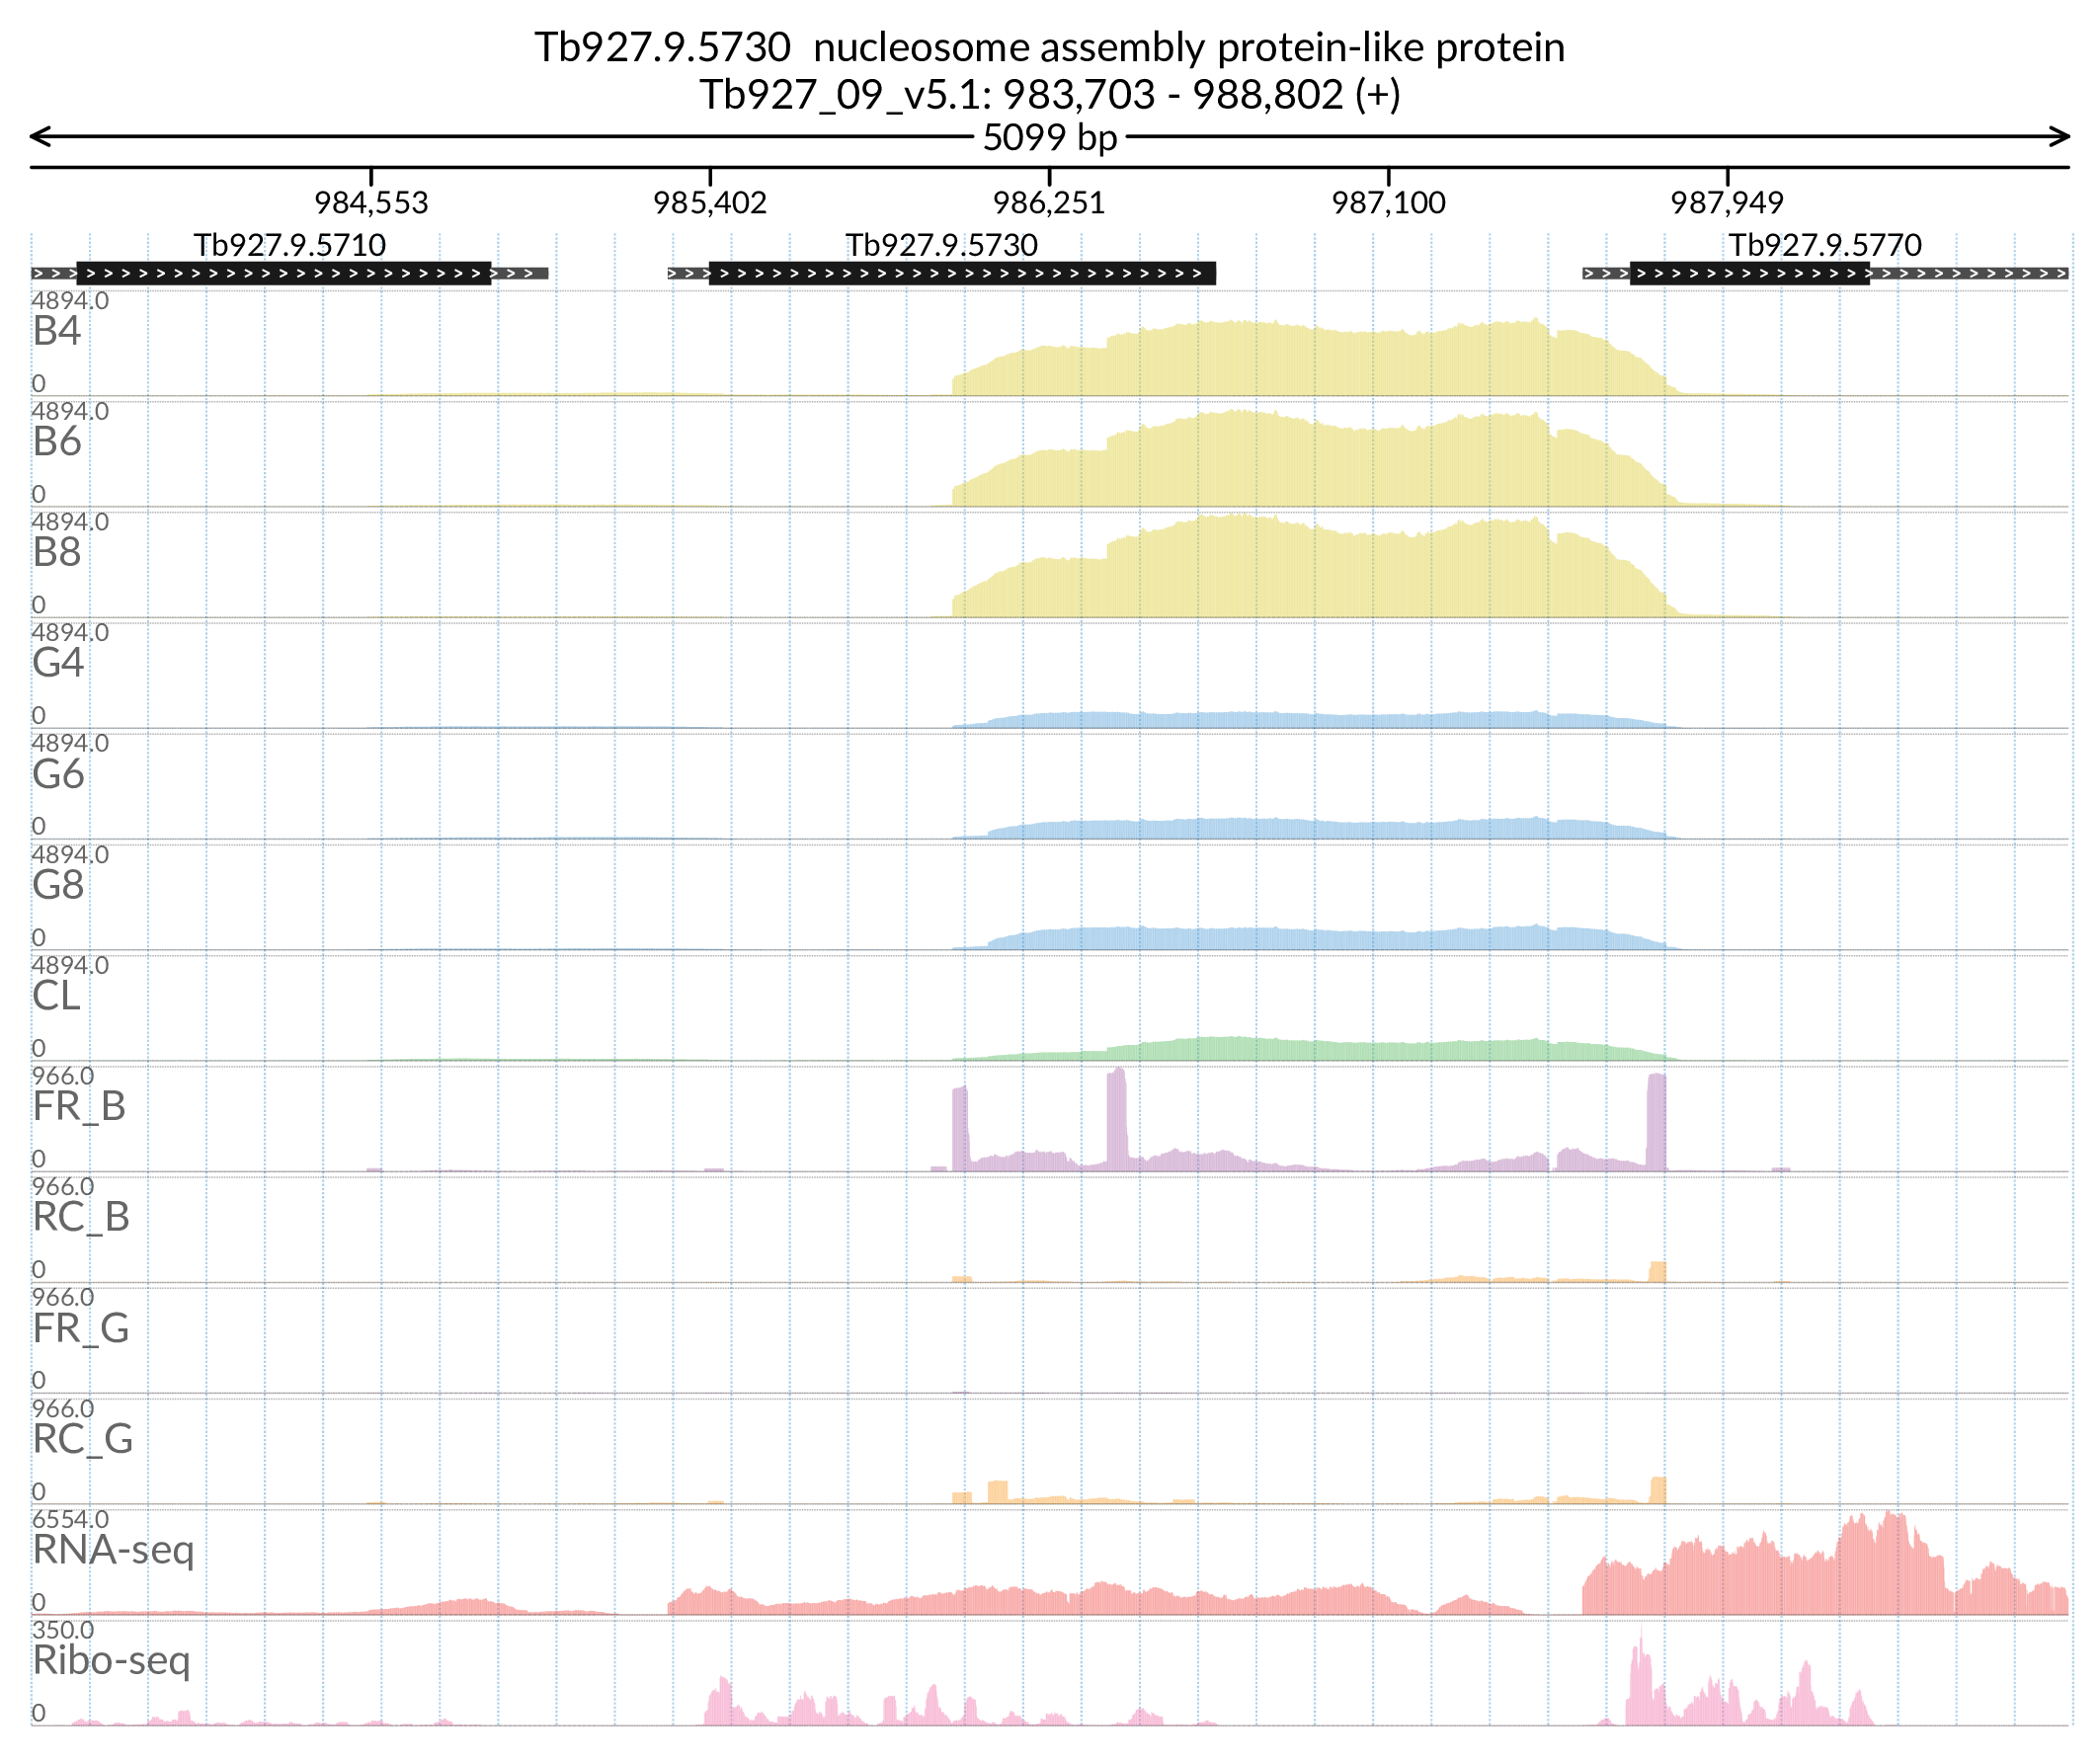 Tb927.9.5730  nucleosome assembly protein-like protein
Tb927_09_v5.1: 983,703 - 988,802 (+)
5099 bp
984,553 985,402 986,251 987,100 987,949
Tb927.9.5710 Tb927.9.5730 Tb927.9.5770
4894.0
B4
0
4894.0
B6
0
4894.0
B8
0
4894.0
G4
0
4894.0
G6
0
4894.0
G8
0
4894.0
CL
0
966.0
FR_B
0
966.0
RC_B
0
966.0
FR_G
0
966.0
RC_G
0
6554.0
RNA-seq
0
350.0
Ribo-seq
0